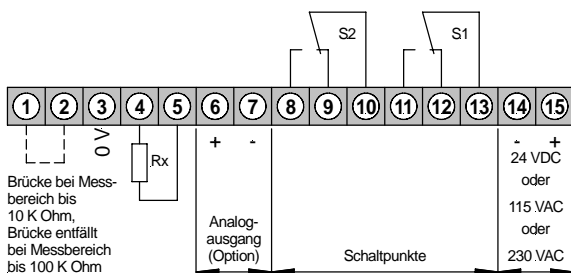 S2
S1
1 2 3 4 5 6 7 8 9 10 11 12 13 14 15
0 V
Rx
+ -
- +
Brücke bei Mess-
bereich bis
10 K Ohm,
Brücke entfällt
bei Messbereich
bis 100 K Ohm
Analog-
ausgang
(Option)
Schaltpunkte
24 VDC
oder
115 VAC
oder
230 VAC